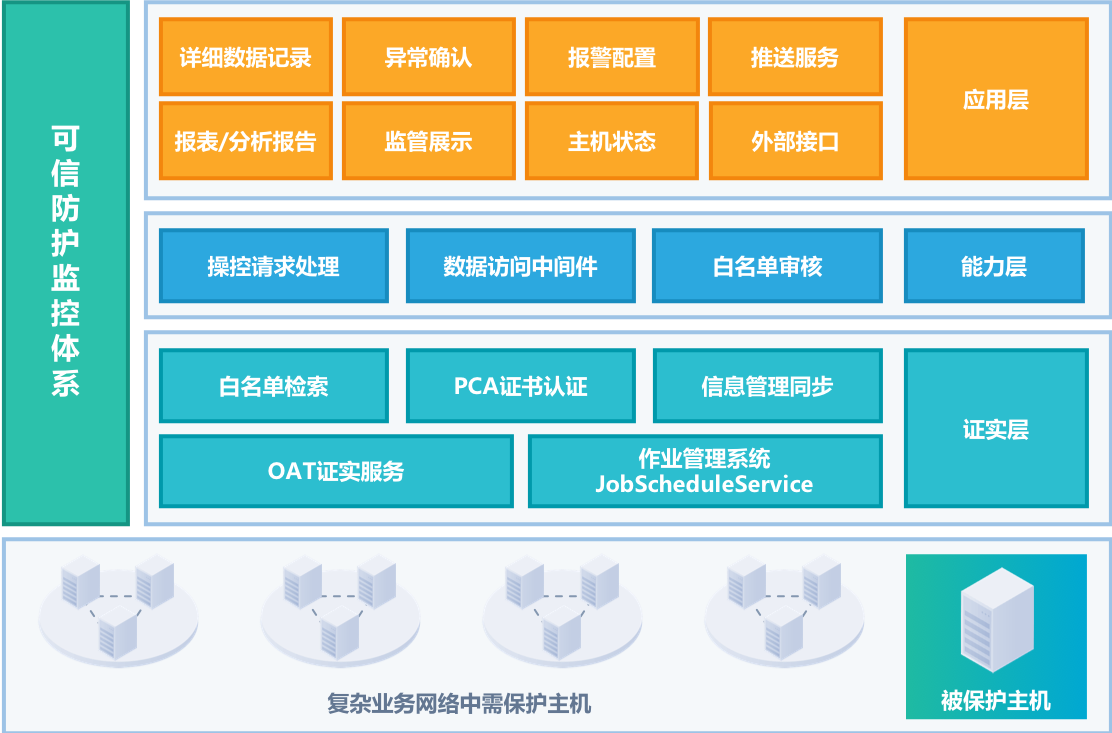 可信防护监控体系
详细数据记录
异常确认
报警配置
推送服务
应用层
报表/分析报告
监管展示
主机状态
外部接口
操控请求处理
数据访问中间件
白名单审核
能力层
白名单检索
PCA证书认证
信息管理同步
证实层
OAT证实服务
作业管理系统
JobScheduleService
复杂业务网络中需保护主机
被保护主机